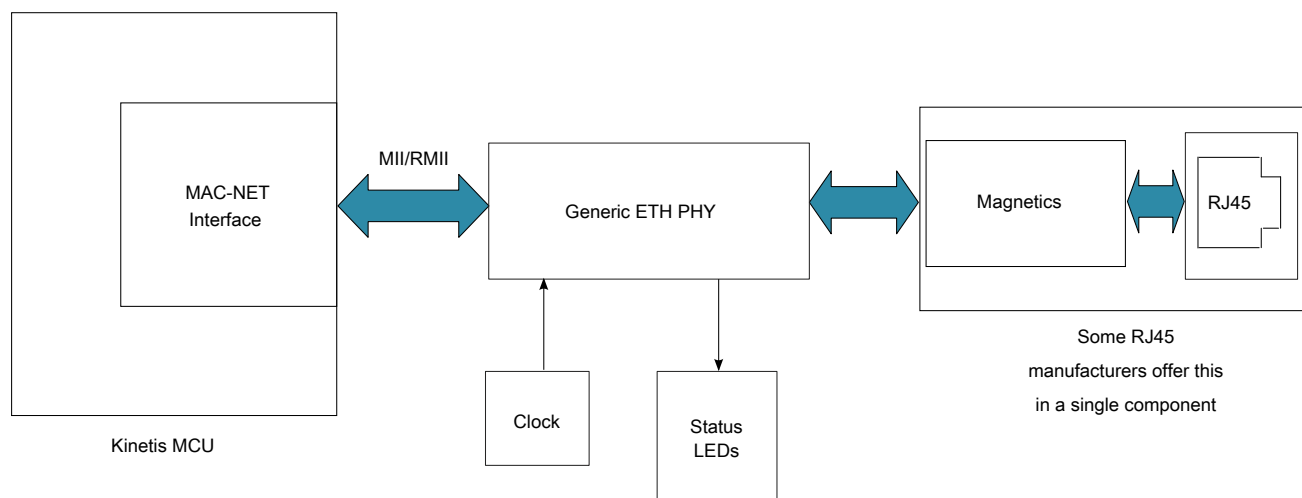 MAC-NET
Interface
MII/RMII
Generic ETH PHY
Magnetics
RJ45
Clock
Status
LEDs
Kinetis MCU
Some RJ45
manufacturers offer this
in a single component